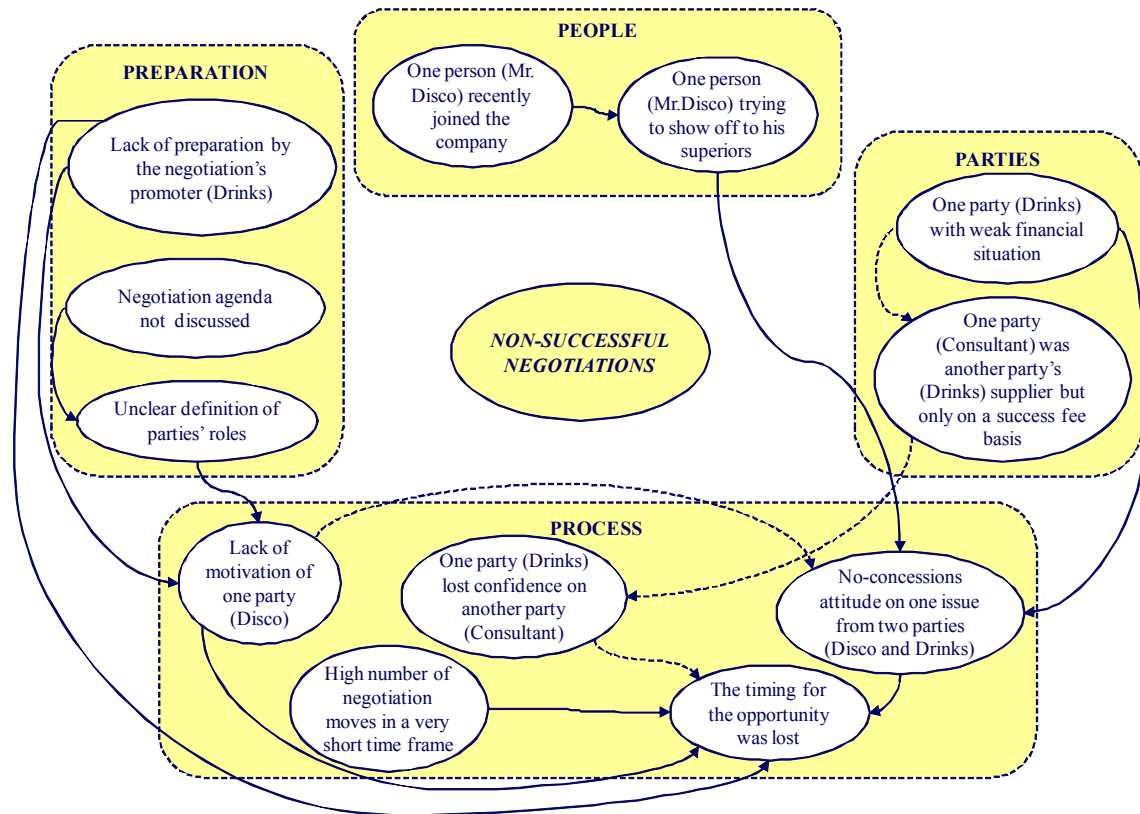 PEOPLE
One person (Mr.
Disco) recently
joined the
company
One person
(Mr.Disco) trying
to show off to his
superiors
PREPARATION
Lack of preparation by
the negotiation's
promoter (Drinks)
Negotiation agenda
not discussed
Unclear definition of
parties' roles
PARTIES
One party (Drinks)
with weak financial
situation
One party
(Consultant) was
another party's
(Drinks) supplier but
only on a success fee
basis
NON-SUCCESSFUL
NEGOTIATIONS
PROCESS
Lack of
motivation of
one party
(Disco)
One party (Drinks)
lost confidence on
another party
(Consultant)
No-concessions
attitude on one issue
from two parties
(Disco and Drinks)
High number of
negotiation
moves in a very
short time frame
The timing for
the opportunity
was lost